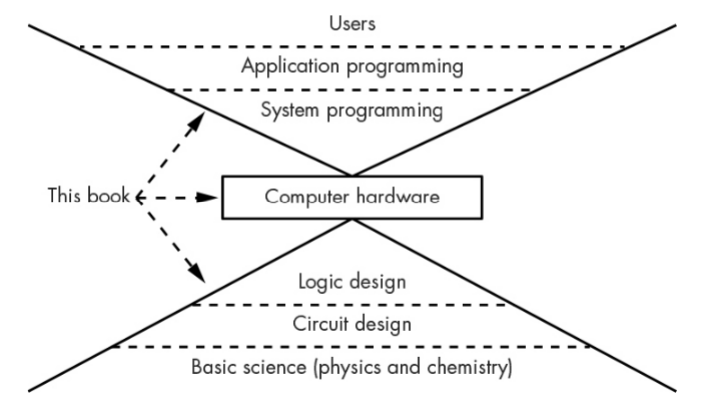 Users
Application programming
System programming
This book
Computer hardware
Logic design
Circuit design
Basic science (physics and chemistry)